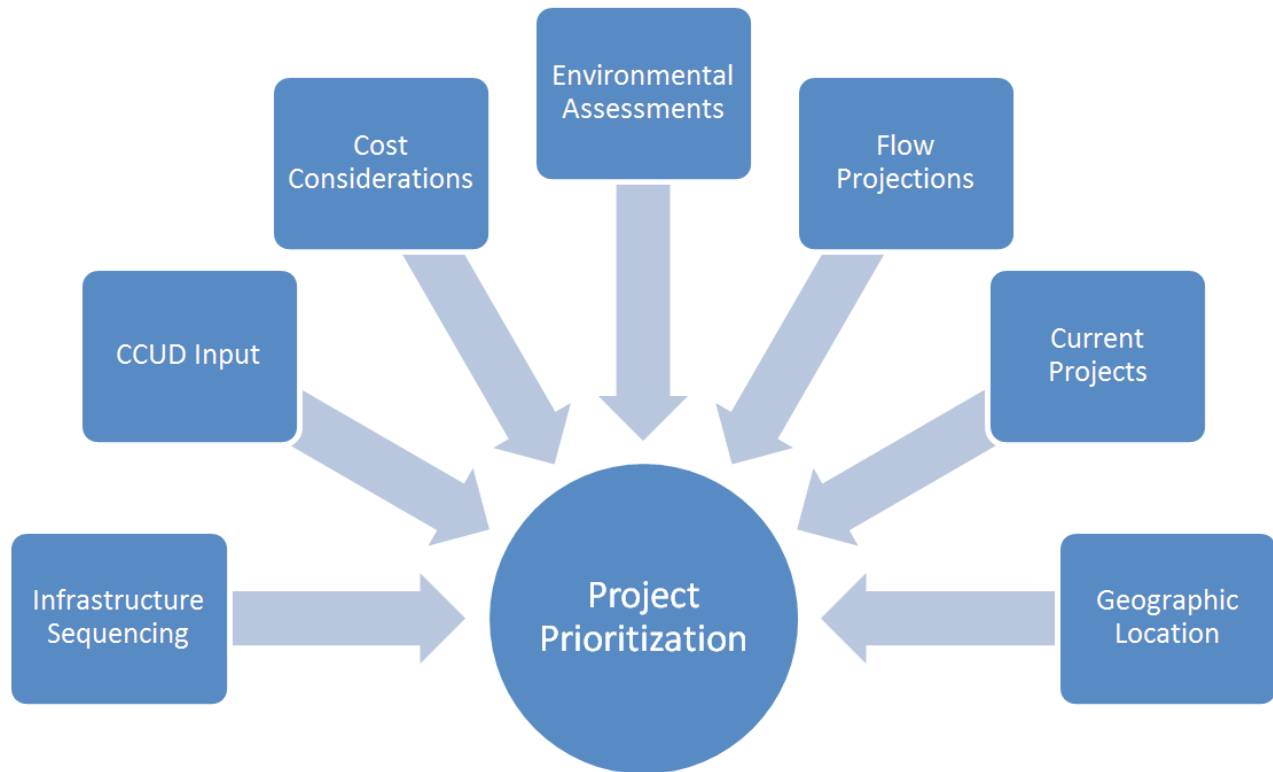 Environmental
Assessments
Cost
Considerations
Flow
Projections
CCUD Input
Current
Projects
Infrastructure
Sequencing
Project
Prioritization
Geographic
Location